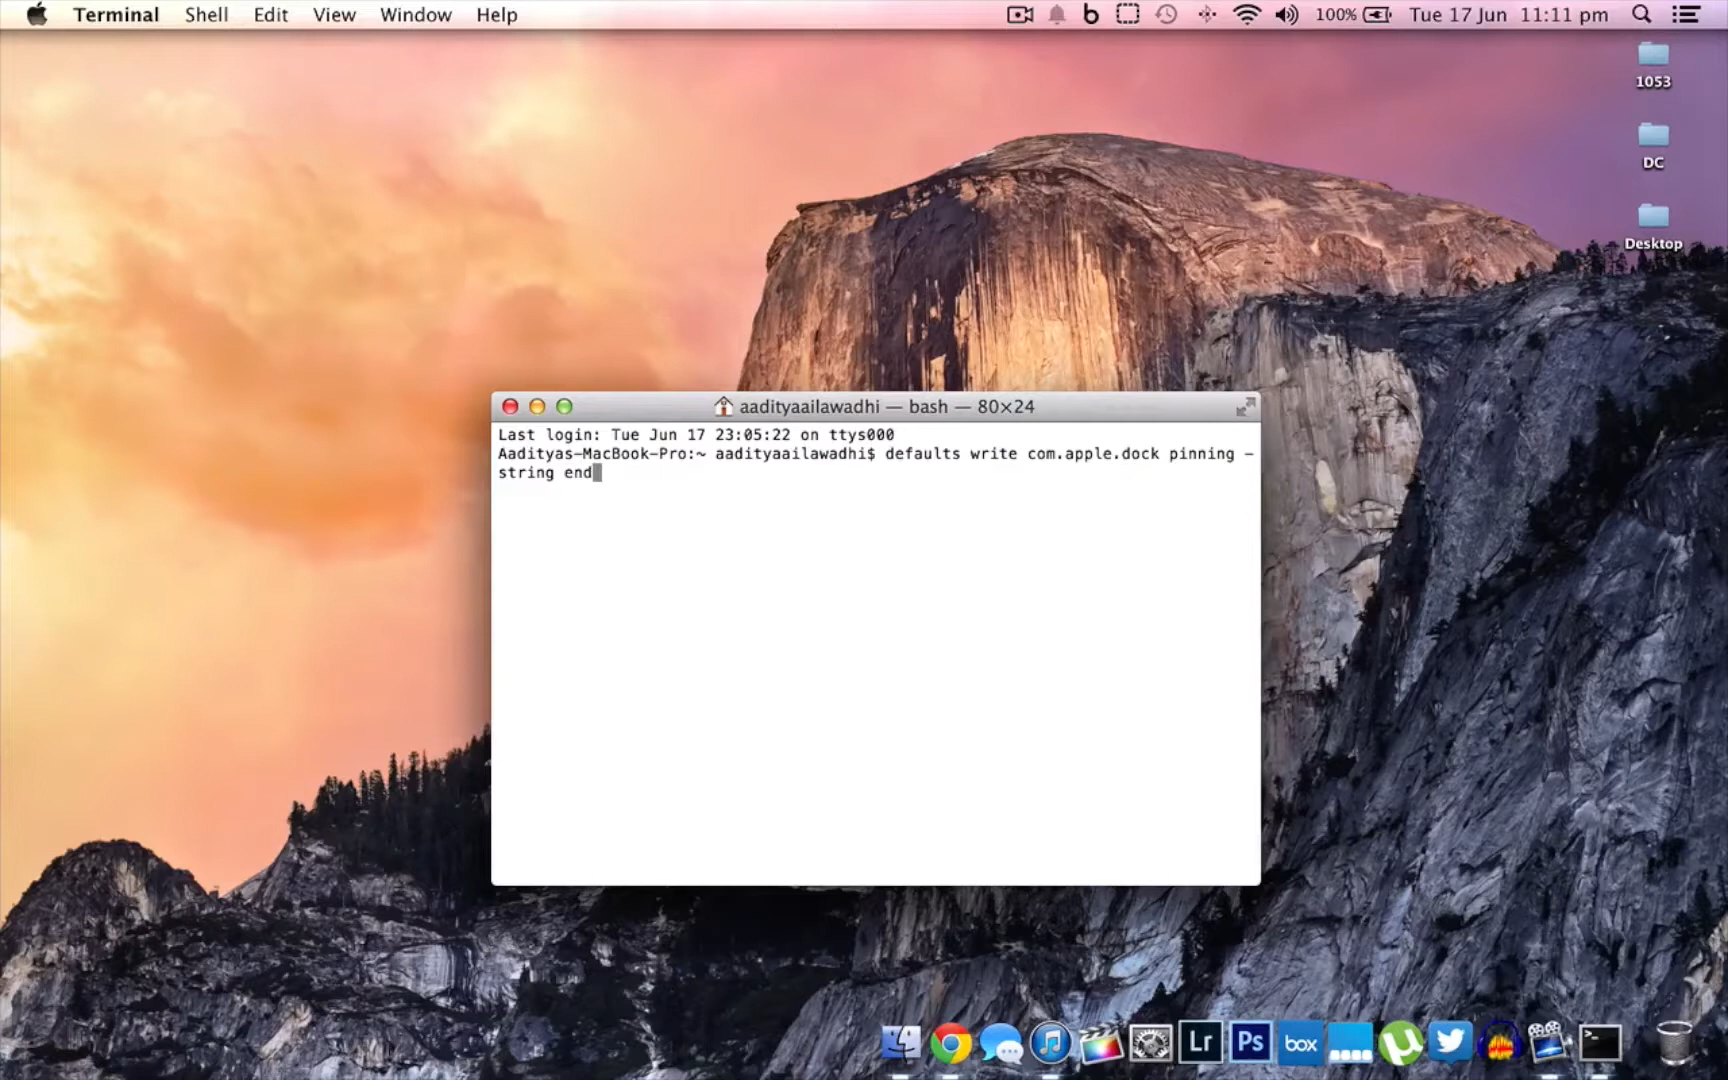 Terminal Shell Edit View Window Help b 100% Tue 17 Jun 11:11 pm
1053
DC
Desktop
aadityaailawadhi — bash — 80×24
Last login: Tue Jun 17 23:05:22 on ttys000
Aadityas-MacBook-Pro:~ aadityaailawadhi$ defaults write com.apple.dock pinning -
string end
Lr Ps box µ >_